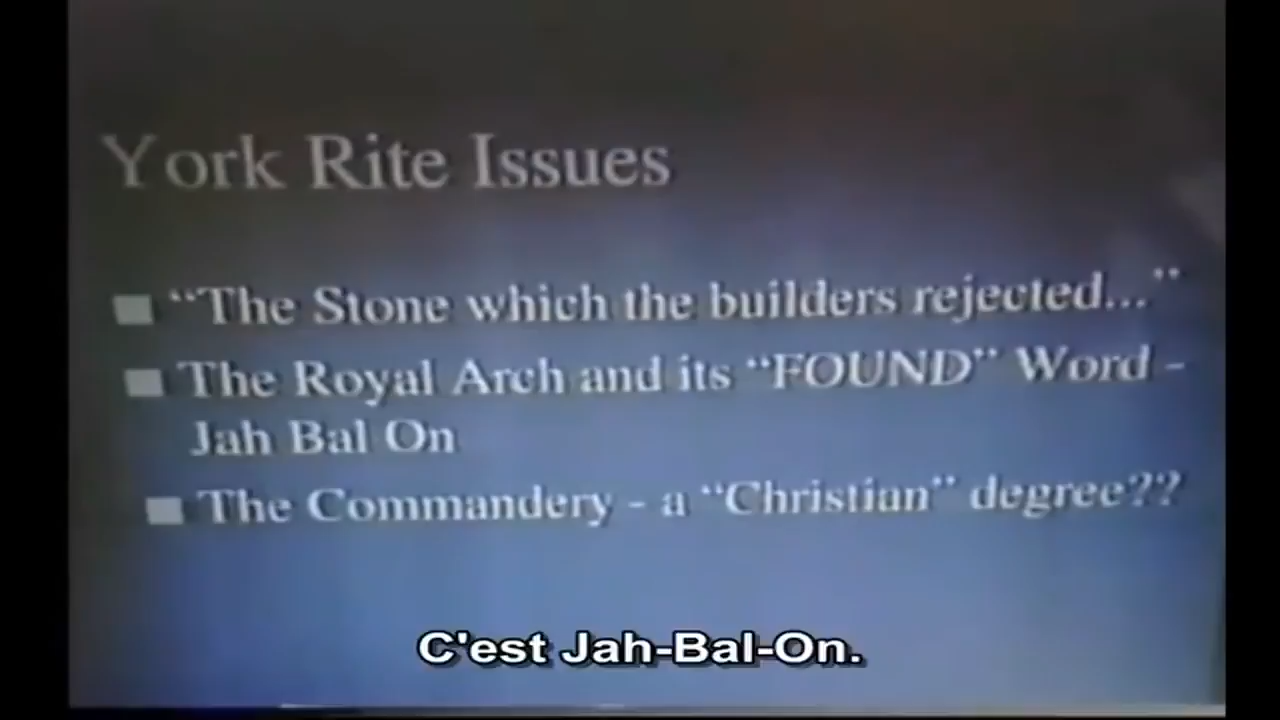 York Rite Issues
“The Stone which the builders rejected...”
The Royal Arch and its “FOUND” Word -
Jah Bal On
The Commandery - a “Christian” degree??
C'est Jah-Bal-On.